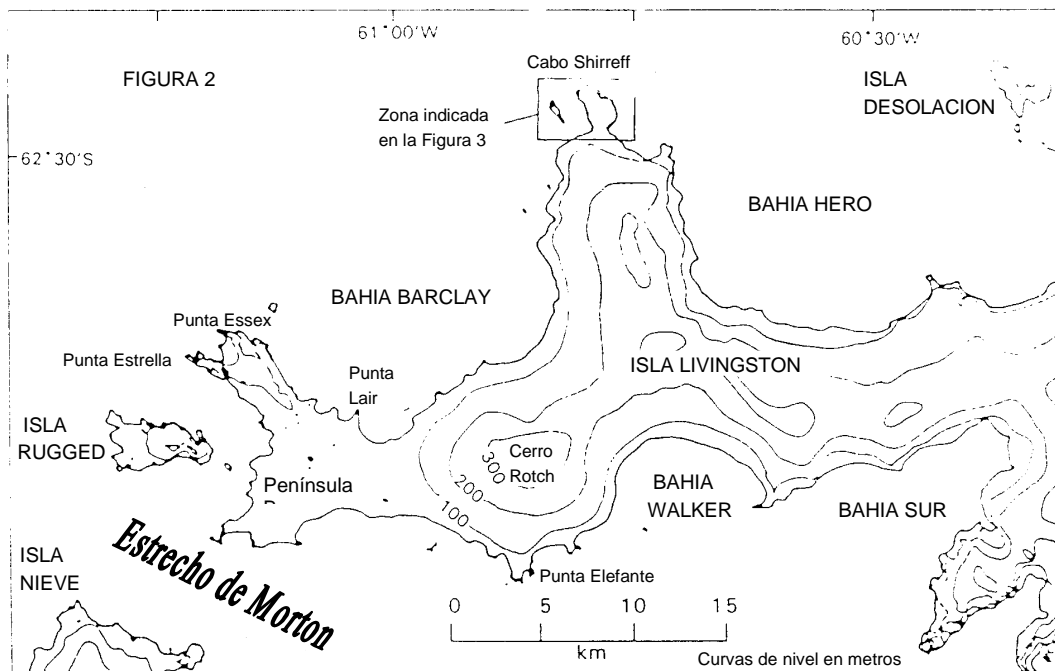 61°00'W
60°30'W
FIGURA 2
Cabo Shirreff
ISLA
DESOLACION
Zona indicada
en la Figura 3
62°30'S
BAHIA HERO
BAHIA BARCLAY
Punta Essex
Punta Estrella
Punta
Lair
ISLA LIVINGSTON
ISLA
RUGGED
Cerro
Rotch
300
200
100
Península
BAHIA
WALKER
BAHIA SUR
Estrecho de Morton
ISLA
NIEVE
Punta Elefante
0 5 10 15
km
Curvas de nivel en metros